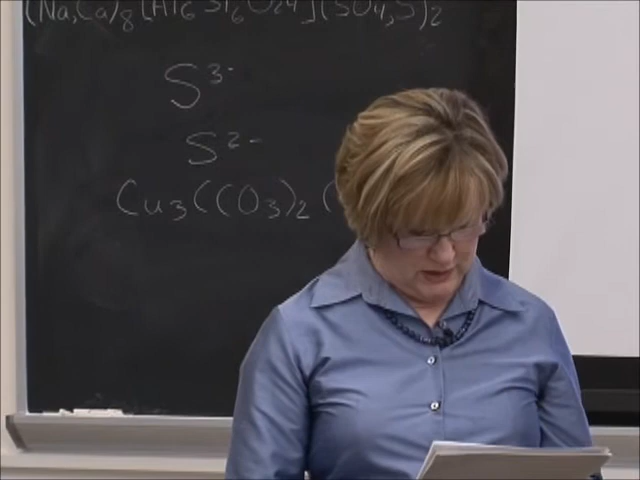 (Na,Ca)₈[Al₆Si₆O₂₄](SO₄,S)₂
S³⁻
S²⁻
Cu₃(CO₃)₂(